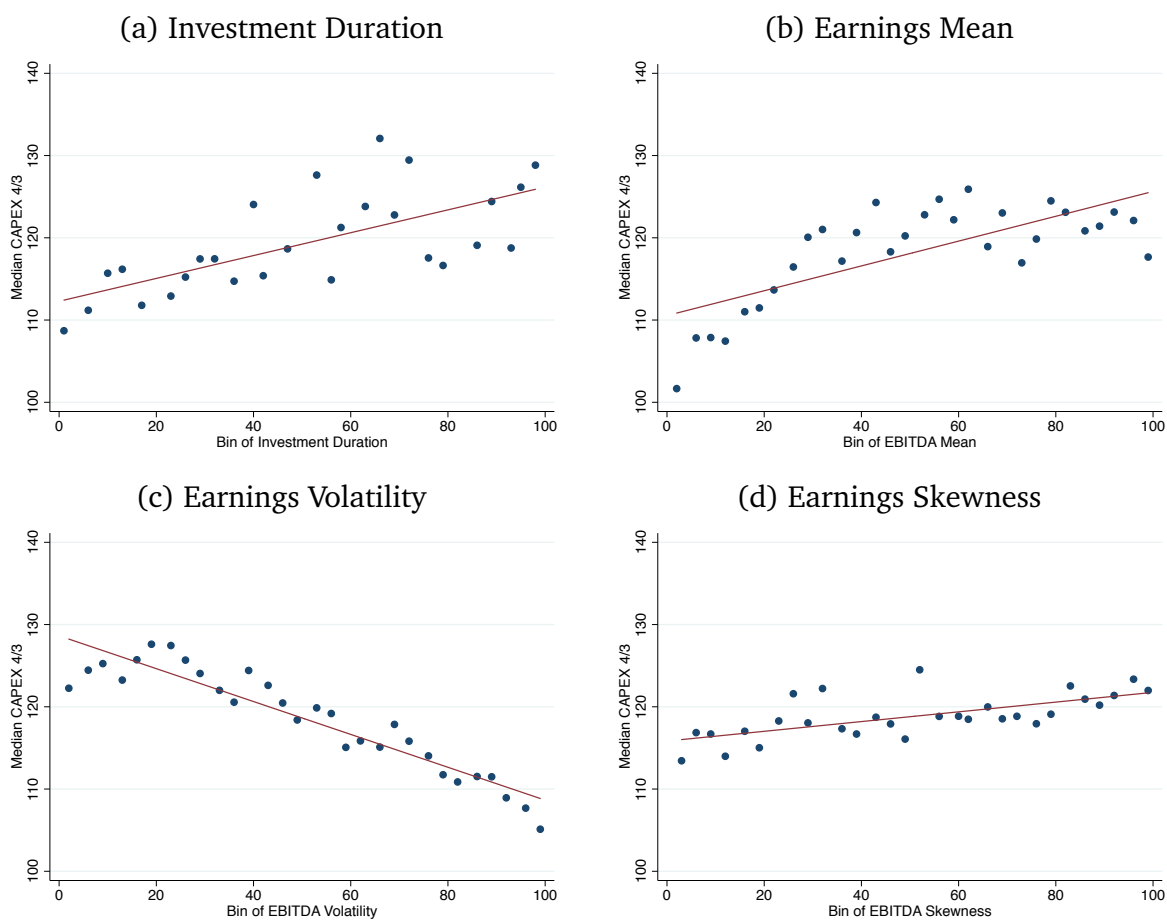 (a) Investment Duration
140
130
120
110
100
Median CAPEX 4/3
0 20 40 60 80 100
Bin of Investment Duration
(b) Earnings Mean
140
130
120
110
100
Median CAPEX 4/3
0 20 40 60 80 100
Bin of EBITDA Mean
(c) Earnings Volatility
140
130
120
110
100
Median CAPEX 4/3
0 20 40 60 80 100
Bin of EBITDA Volatility
(d) Earnings Skewness
140
130
120
110
100
Median CAPEX 4/3
0 20 40 60 80 100
Bin of EBITDA Skewness